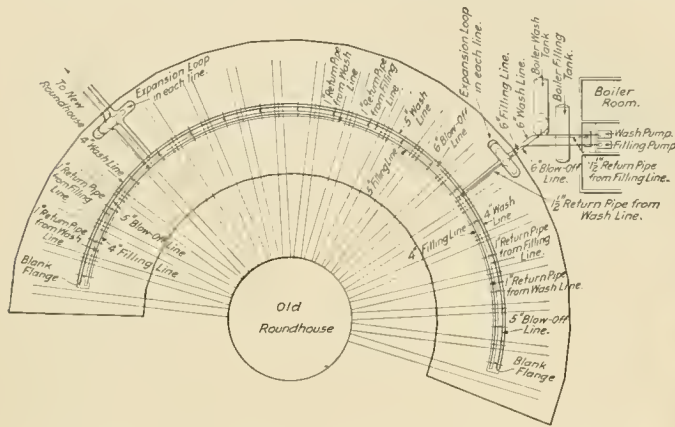 To New
Roundhouse
Expansion Loop
in each line.
4" Wash Line
1" Return Pipe
from Filling
Line
1" Return Pipe
from Wash
Line
Blank
Flange
5" Blow-Off Line
4" Filling Line
1" Return Pipe
from Wash Line
1" Return Pipe
from Filling
Line
5" Wash
Line
5" Filling Line
6" Blow-Off
Line
Expansion Loop
in each line.
6" Filling Line.
6" Wash Line.
Boiler Wash
Tank
Boiler Filling
Tank.
Boiler
Room.
Wash Pump.
Filling Pump
6" Blow-Off
Line.
1½" Return Pipe
from Filling Line.
1½" Return Pipe from
Wash Line.
4" Wash
Line
4" Filling Line
1" Return Pipe
from Filling
Line.
1" Return Pipe
from Wash Line
5" Blow-Off
Line.
Blank
Flange
Old
Roundhouse